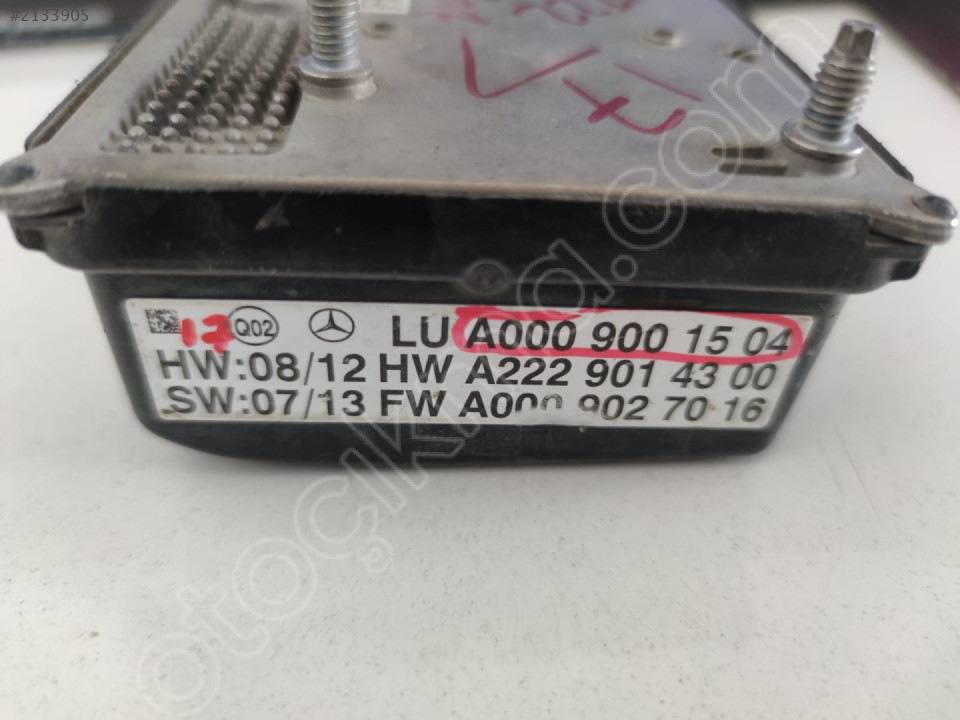 #2133905
17 Q02 LU A000 900 15 04
HW:08/12 HW A222 901 43 00
SW:07/13 FW A000 902 70 16
otoçıkma.com